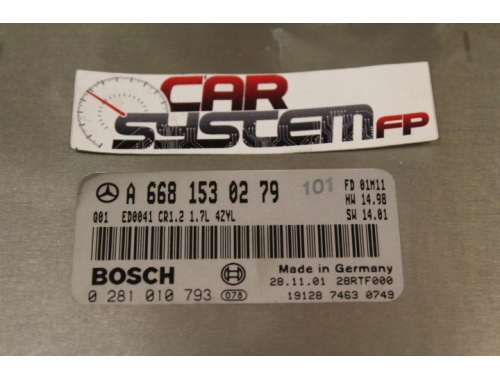 CAR
SYSTEM FP
A 668 153 02 79 101 FD 01M11
HW 14.98
Q01 ED0041 CR1.2 1.7L 4ZYL SW 14.01
BOSCH Made in Germany
28.11.01 28RTF000
0 281 010 793 078 19128 7463 0749